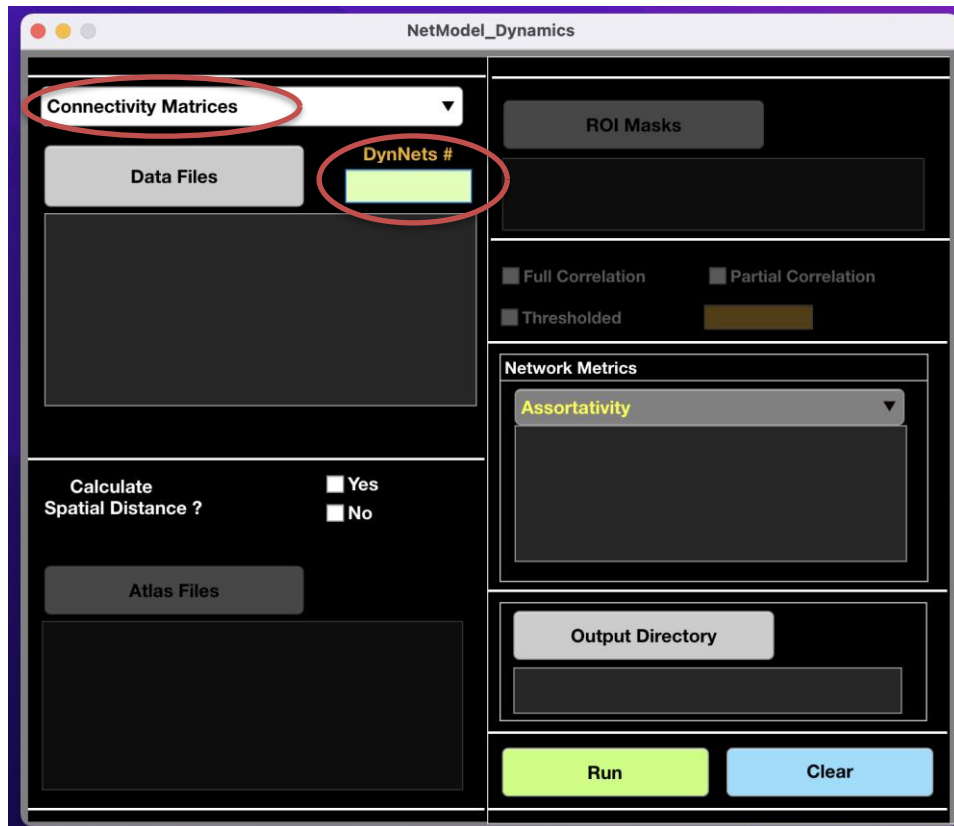 NetModel_Dynamics
Connectivity Matrices
Data Files
DynNets #
Calculate
Spatial Distance ?
Yes
No
Atlas Files
ROI Masks
Full Correlation
Partial Correlation
Thresholded
Network Metrics
Assortativity
Output Directory
Run
Clear